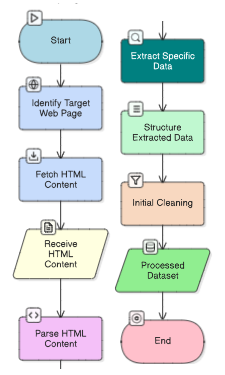 Start
Identify Target
Web Page
Fetch HTML
Content
Receive
HTML
Content
Parse HTML
Content
Extract Specific
Data
Structure
Extracted Data
Initial Cleaning
Processed
Dataset
End